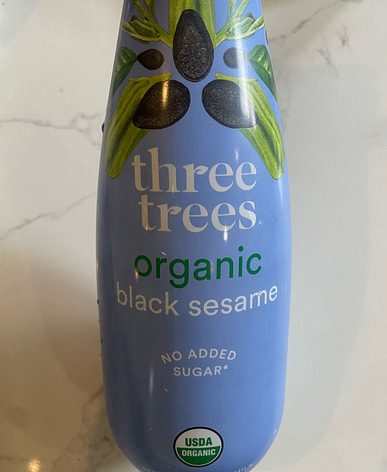 three
trees
organic
black sesame
NO ADDED
SUGAR*
USDA
ORGANIC